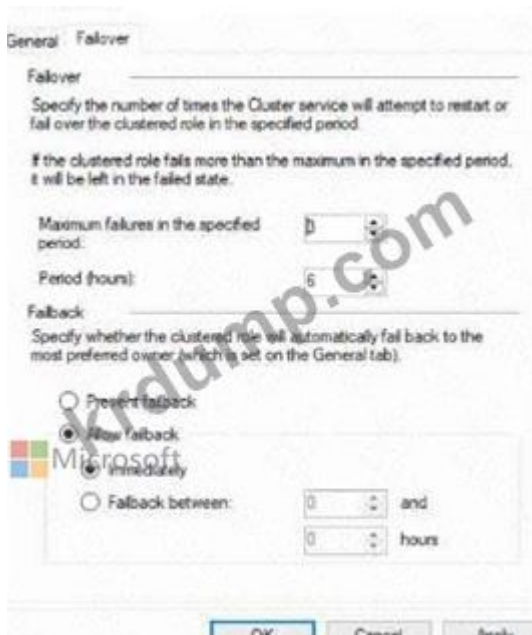 General Failover
Failover
Specify the number of times the Cluster service will attempt to restart or
fail over the clustered role in the specified period.
If the clustered role fails more than the maximum in the specified period,
it will be left in the failed state.
Maximum failures in the specified
period:
Period (hours): 6
Failback
Specify whether the clustered role will automatically fail back to the
most preferred owner (which is set on the General tab).
Prevent failback
Allow failback
Immediately
Failback between: 0 and
0 hours
OK Cancel Apply
krdump.com
Microsoft